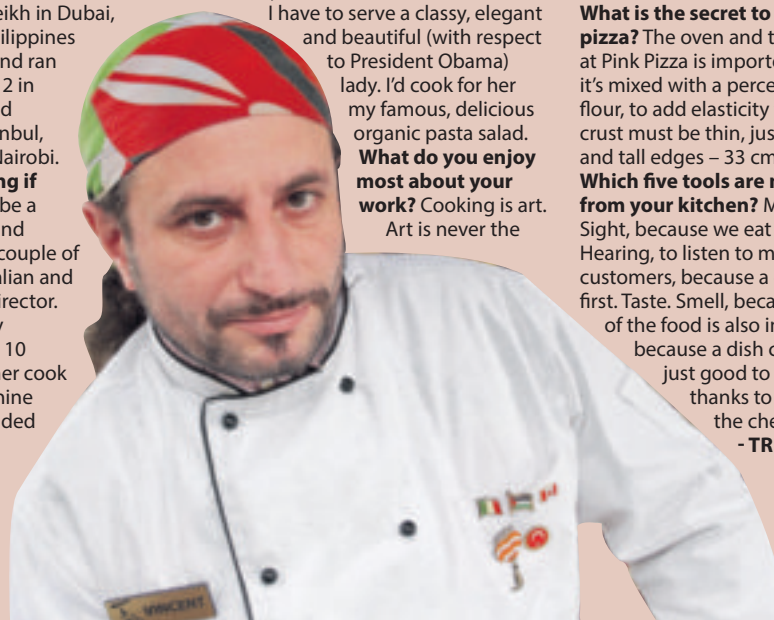 eikh in Dubai,
ilippines
nd ran
2 in
d
nbul,
Nairobi.
ng if
be a
nd
couple of
alian and
irector.
y
10
her cook
nine
ded
I have to serve a classy, elegant
and beautiful (with respect
to President Obama)
lady. I’d cook for her
my famous, delicious
organic pasta salad.
What do you enjoy
most about your
work? Cooking is art.
Art is never the
What is the secret to
pizza? The oven and t
at Pink Pizza is importe
it’s mixed with a perce
flour, to add elasticity
crust must be thin, jus
and tall edges – 33 cm
Which five tools are m
from your kitchen? M
Sight, because we eat
Hearing, to listen to m
customers, because a
first. Taste. Smell, beca
of the food is also in
because a dish c
just good to
thanks to
the che
- TR
VINCENT